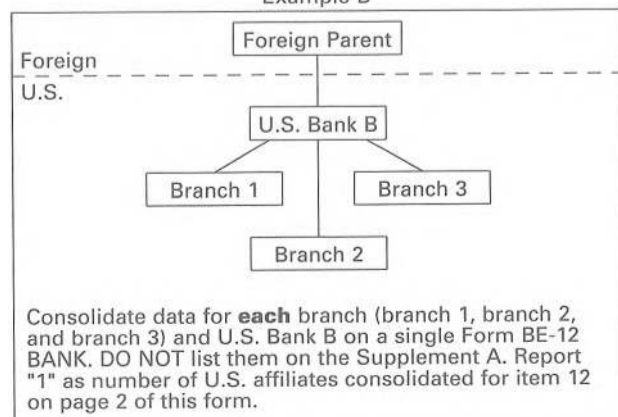 Foreign Parent
Foreign
U.S.
U.S. Bank B
Branch 1
Branch 3
Branch 2
Consolidate data for each branch (branch 1, branch 2,
and branch 3) and U.S. Bank B on a single Form BE-12
BANK. DO NOT list them on the Supplement A. Report
"1" as number of U.S. affiliates consolidated for item 12
on page 2 of this form.